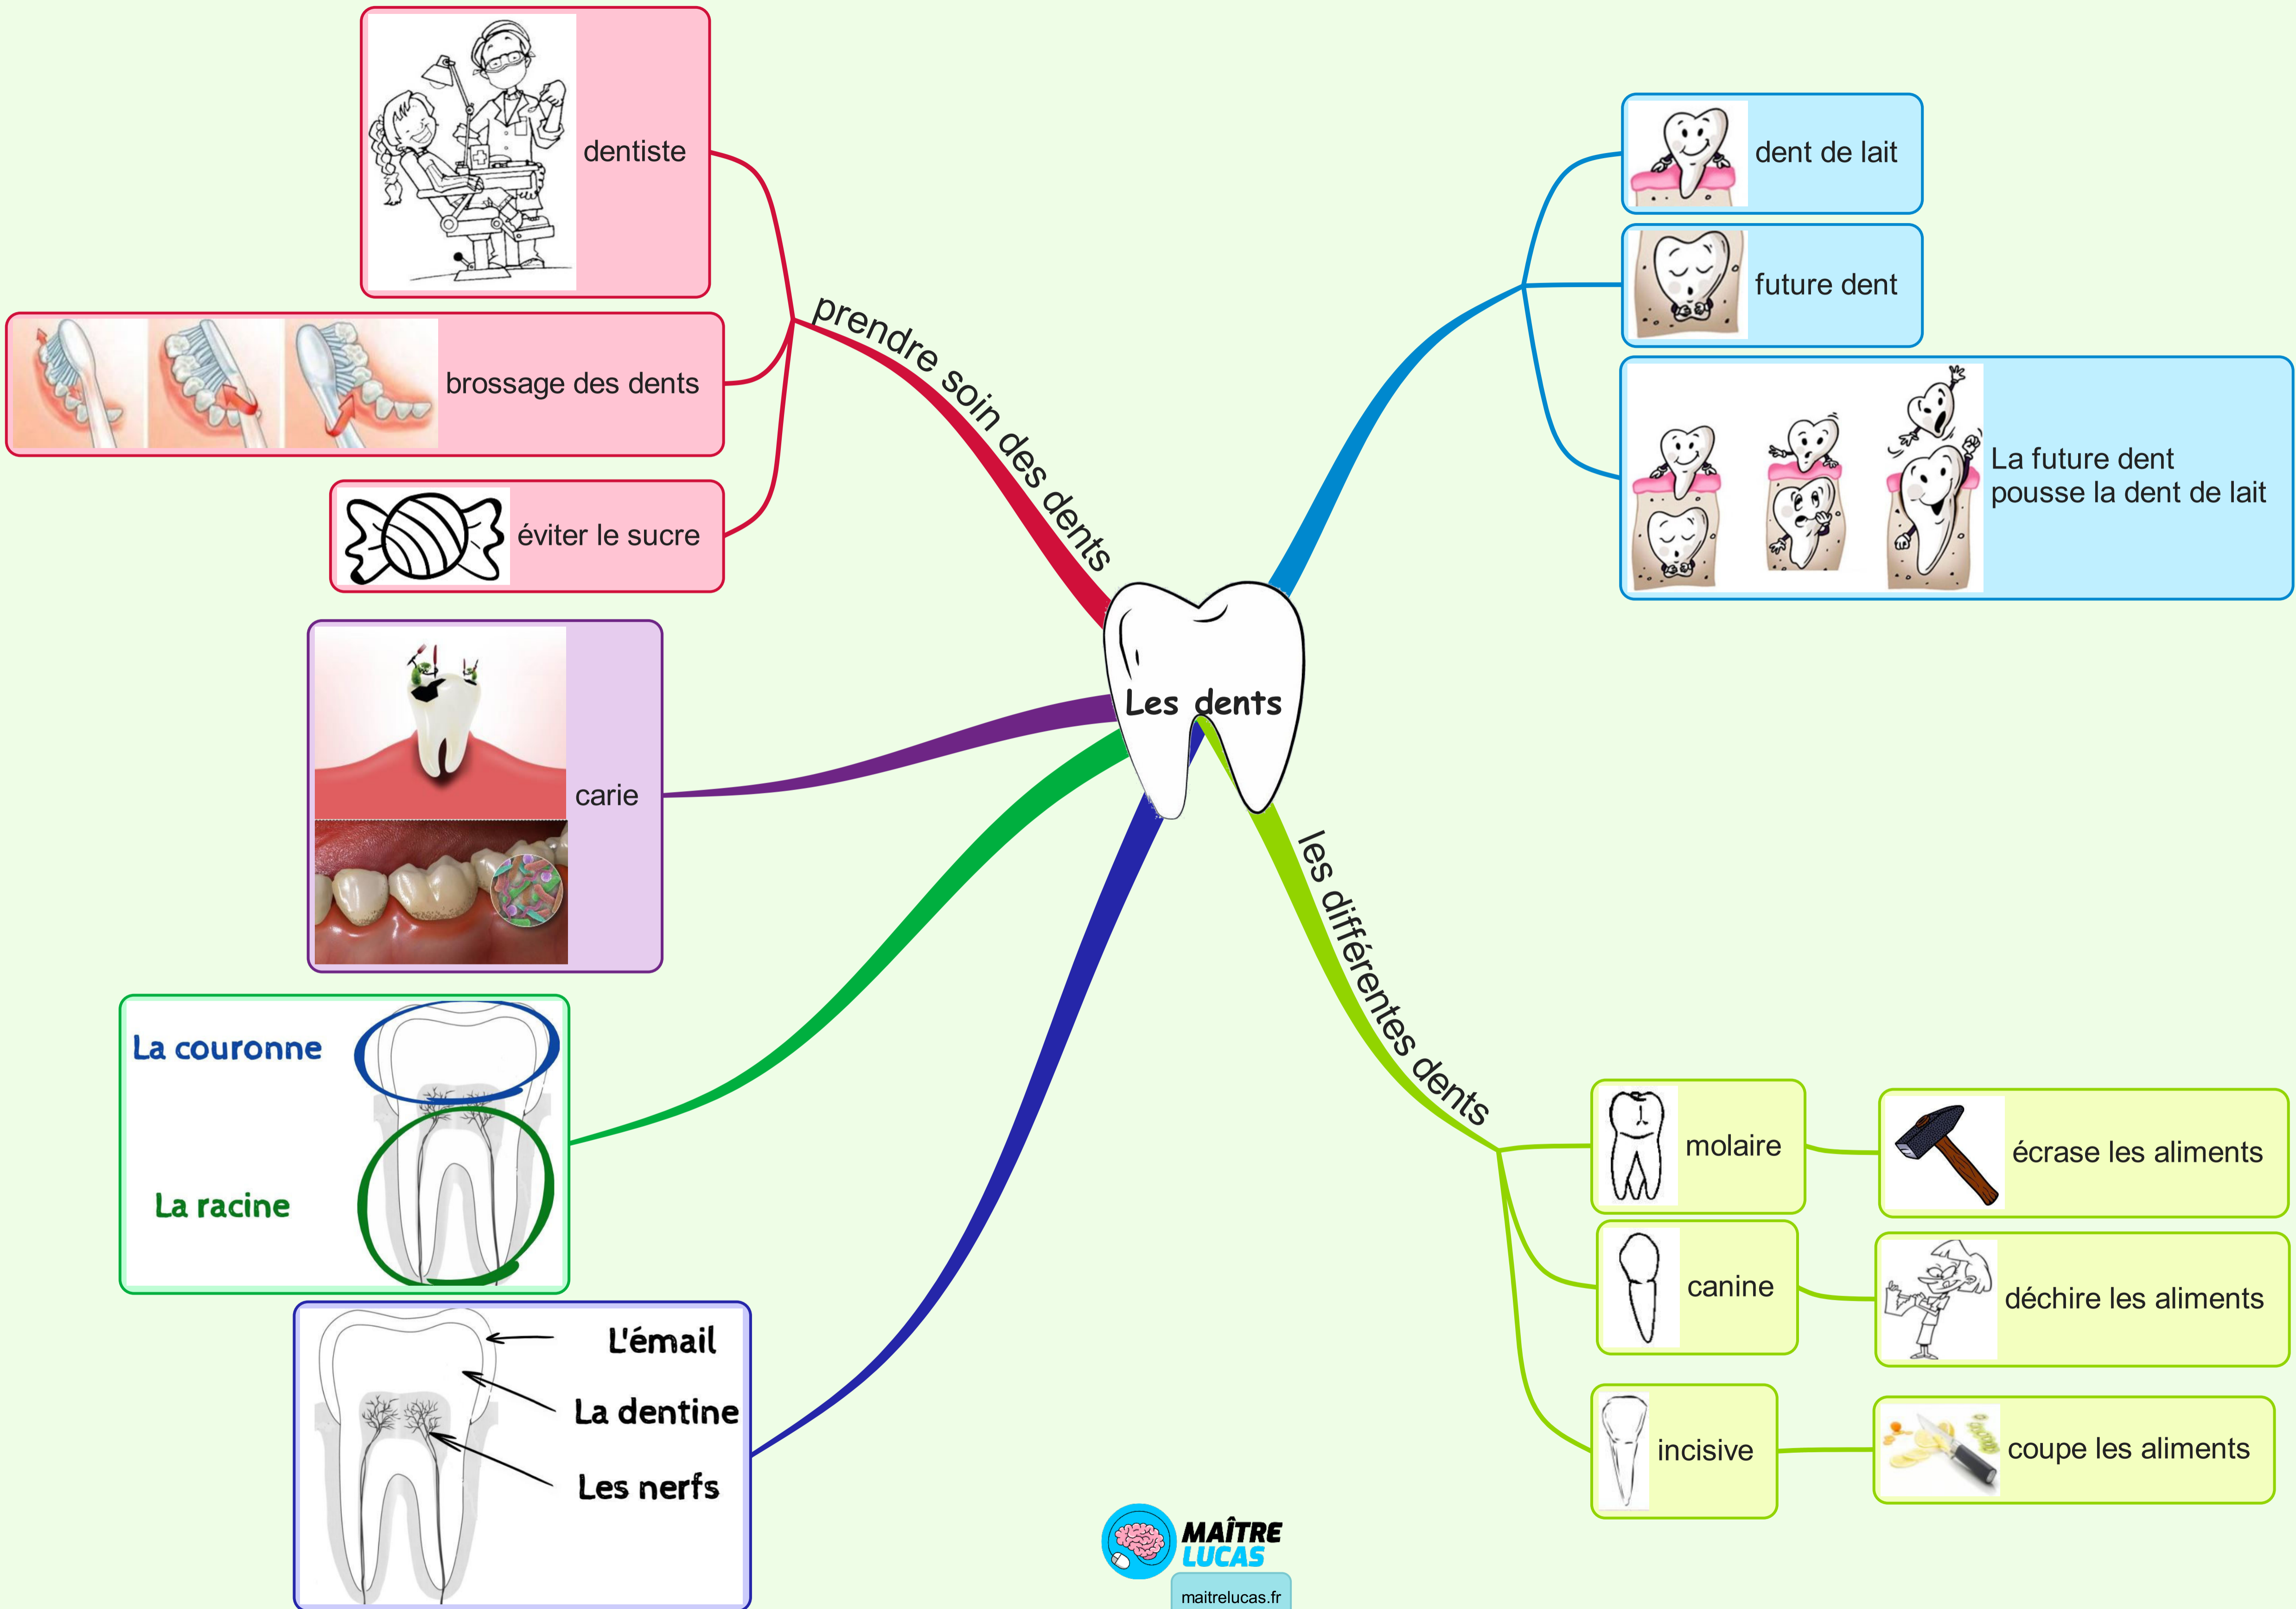 Les dents
prendre soin des dents
dentiste
brossage des dents
éviter le sucre
carie
La couronne
La racine
L'émail
La dentine
Les nerfs
dent de lait
future dent
La future dent
pousse la dent de lait
les différentes dents
molaire
écrase les aliments
canine
déchire les aliments
incisive
coupe les aliments
MAÎTRE
LUCAS
maitrelucas.fr